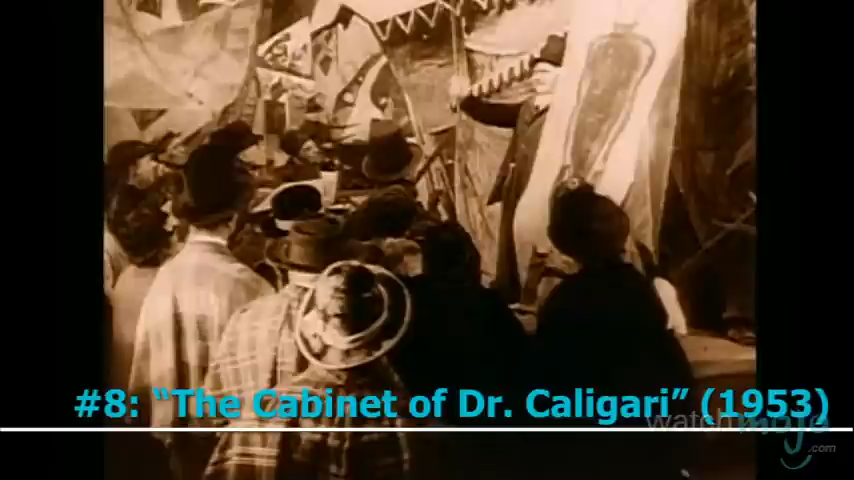 #8: “The Cabinet of Dr. Caligari” (1953)
watchmojo
.com